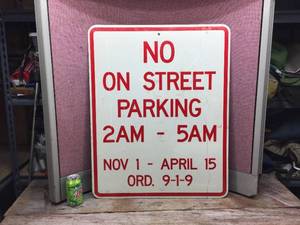 NO
ON STREET
PARKING
2AM - 5AM
NOV 1 - APRIL 15
ORD. 9-1-9